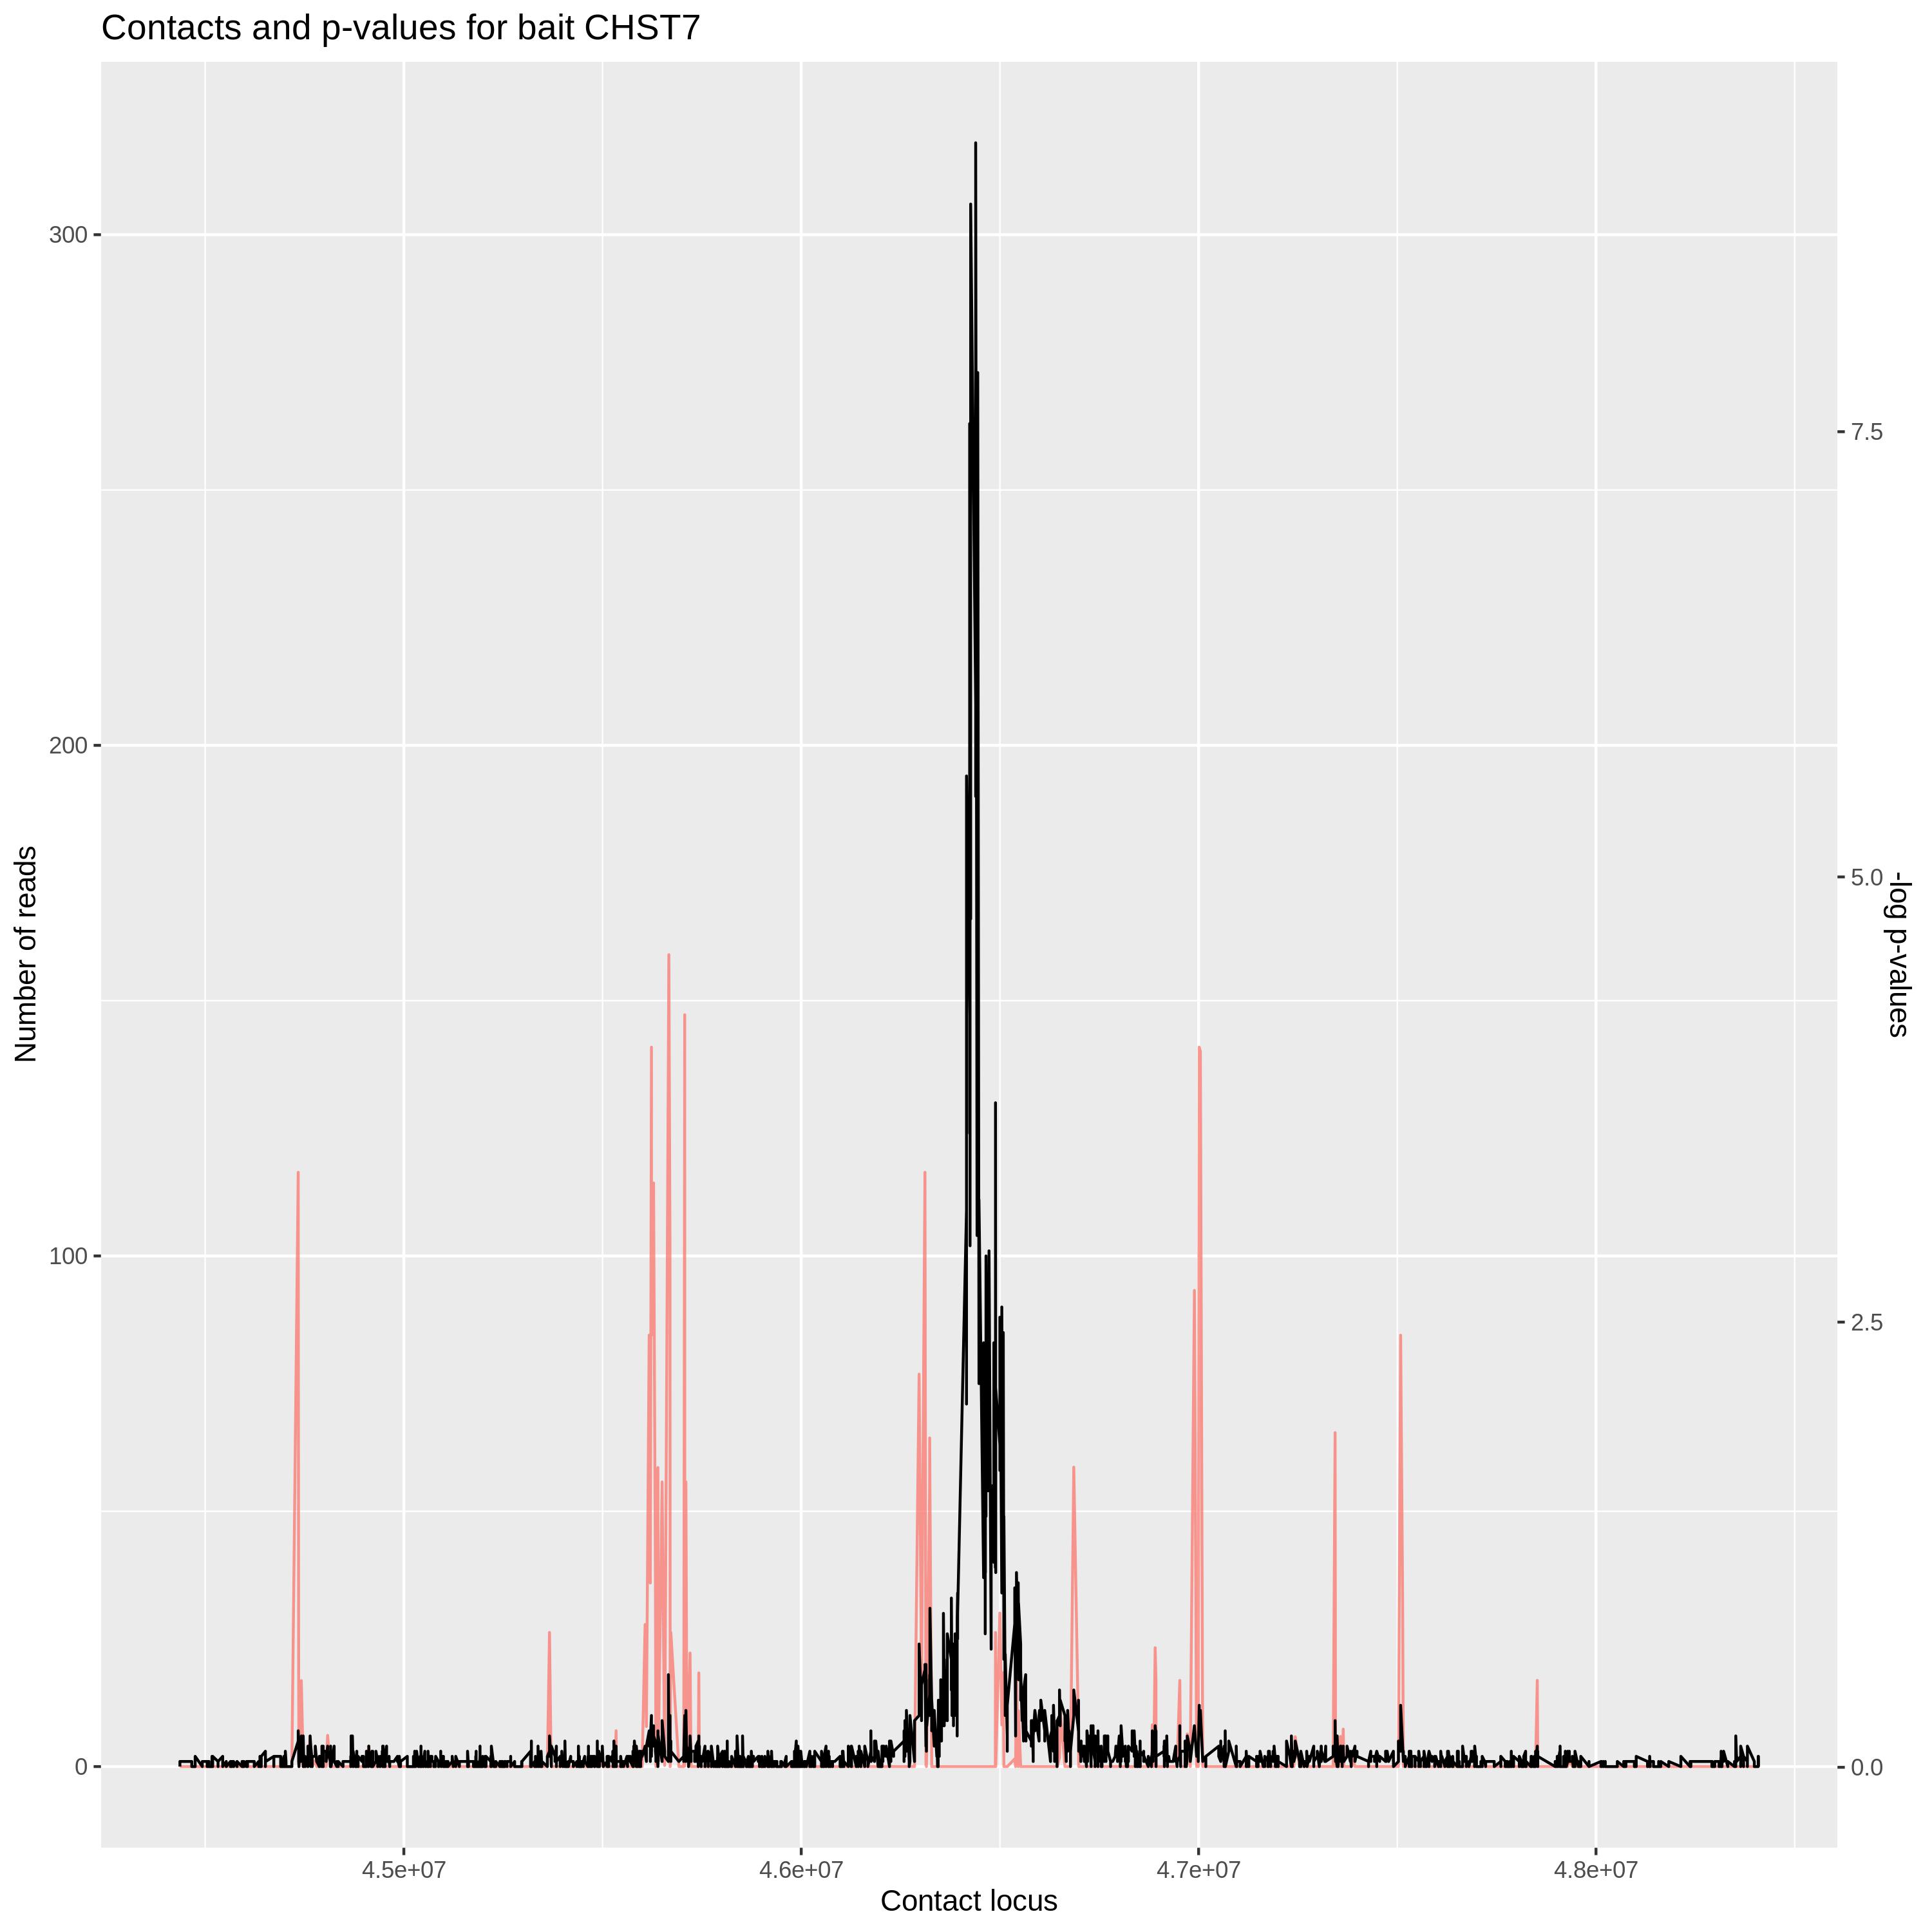 Contacts and p-values for bait CHST7
300
200
100
0
Number of reads
7.5
5.0
2.5
0.0
-log p-values
4.5e+07
4.6e+07
4.7e+07
4.8e+07
Contact locus